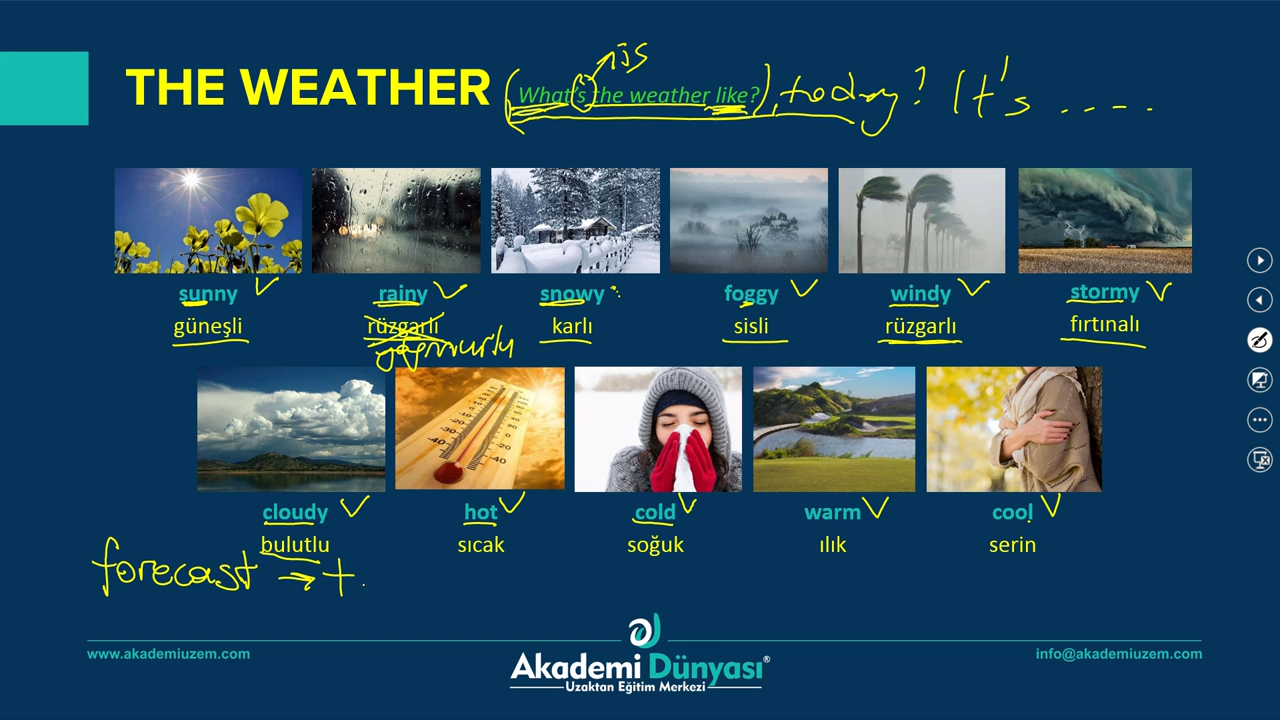 is
THE WEATHER What's the weather like? , today? It's ....
sunny rainy snowy foggy windy stormy
güneşli rüzgarlı karlı sisli rüzgarlı fırtınalı
yağmurlu
cloudy hot cold warm cool
bulutlu sıcak soğuk ılık serin
forecast → t.
www.akademiuzem.com info@akademiuzem.com
Akademi Dünyası®
Uzaktan Eğitim Merkezi